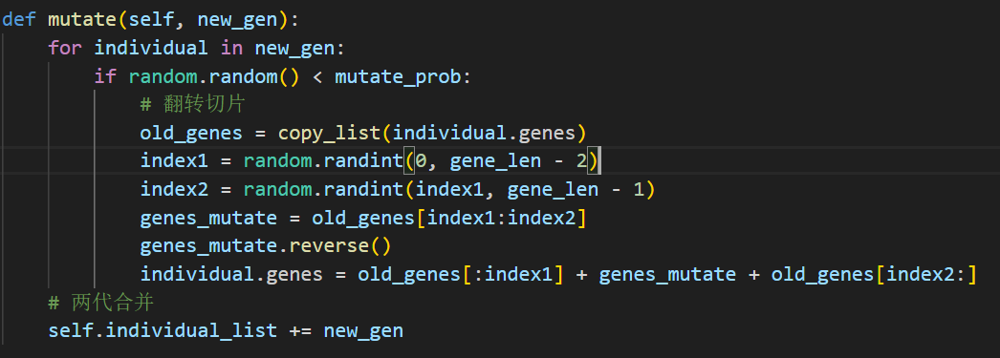 def mutate(self, new_gen):
    for individual in new_gen:
        if random.random() < mutate_prob:
            # 翻转切片
            old_genes = copy_list(individual.genes)
            index1 = random.randint(0, gene_len - 2)
            index2 = random.randint(index1, gene_len - 1)
            genes_mutate = old_genes[index1:index2]
            genes_mutate.reverse()
            individual.genes = old_genes[:index1] + genes_mutate + old_genes[index2:]
    # 两代合并
    self.individual_list += new_gen